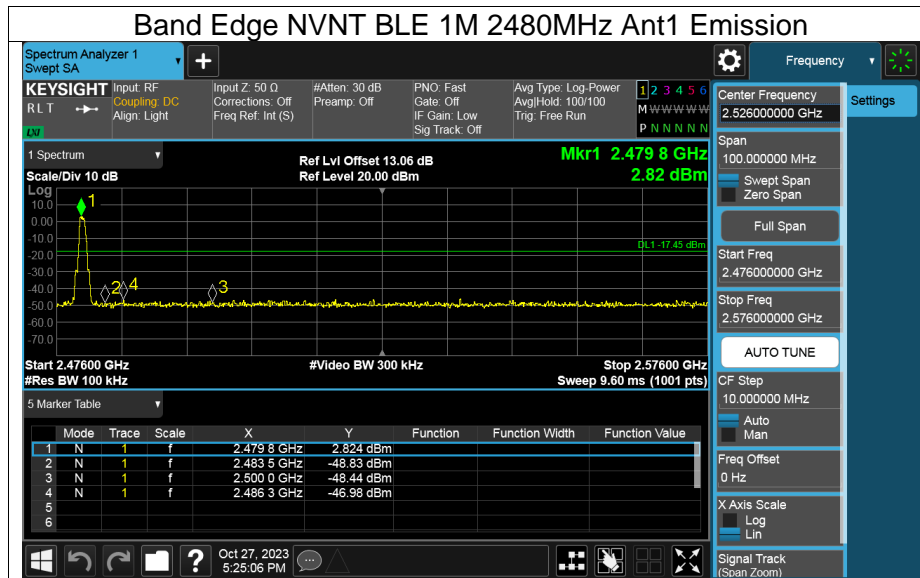 Band Edge NVNT BLE 1M 2480MHz Ant1 Emission
Spectrum Analyzer 1
Swept SA
+
Frequency
KEYSIGHT
RLT
LXI
Input: RF
Coupling: DC
Align: Light
Input Z: 50 Ω
Corrections: Off
Freq Ref: Int (S)
#Atten: 30 dB
Preamp: Off
PNO: Fast
Gate: Off
IF Gain: Low
Sig Track: Off
Avg Type: Log-Power
Avg|Hold: 100/100
Trig: Free Run
1 2 3 4 5 6
M W W W W W
P N N N N N
1 Spectrum
Scale/Div 10 dB
Ref Lvl Offset 13.06 dB
Ref Level 20.00 dBm
Mkr1 2.479 8 GHz
2.82 dBm
Log
10.0
0.00
-10.0
-20.0
-30.0
-40.0
-50.0
-60.0
-70.0
1
2
4
3
DL1 -17.45 dBm
Start 2.47600 GHz
#Res BW 100 kHz
#Video BW 300 kHz
Stop 2.57600 GHz
Sweep 9.60 ms (1001 pts)
5 Marker Table
Mode Trace Scale X Y Function Function Width Function Value
1 N 1 f 2.479 8 GHz 2.824 dBm
2 N 1 f 2.483 5 GHz -48.83 dBm
3 N 1 f 2.500 0 GHz -48.44 dBm
4 N 1 f 2.486 3 GHz -46.98 dBm
5
6
?
Oct 27, 2023
5:25:06 PM
Settings
Center Frequency
2.526000000 GHz
Span
100.000000 MHz
Swept Span
Zero Span
Full Span
Start Freq
2.476000000 GHz
Stop Freq
2.576000000 GHz
AUTO TUNE
CF Step
10.000000 MHz
Auto
Man
Freq Offset
0 Hz
X Axis Scale
Log
Lin
Signal Track
(Span Zoom)